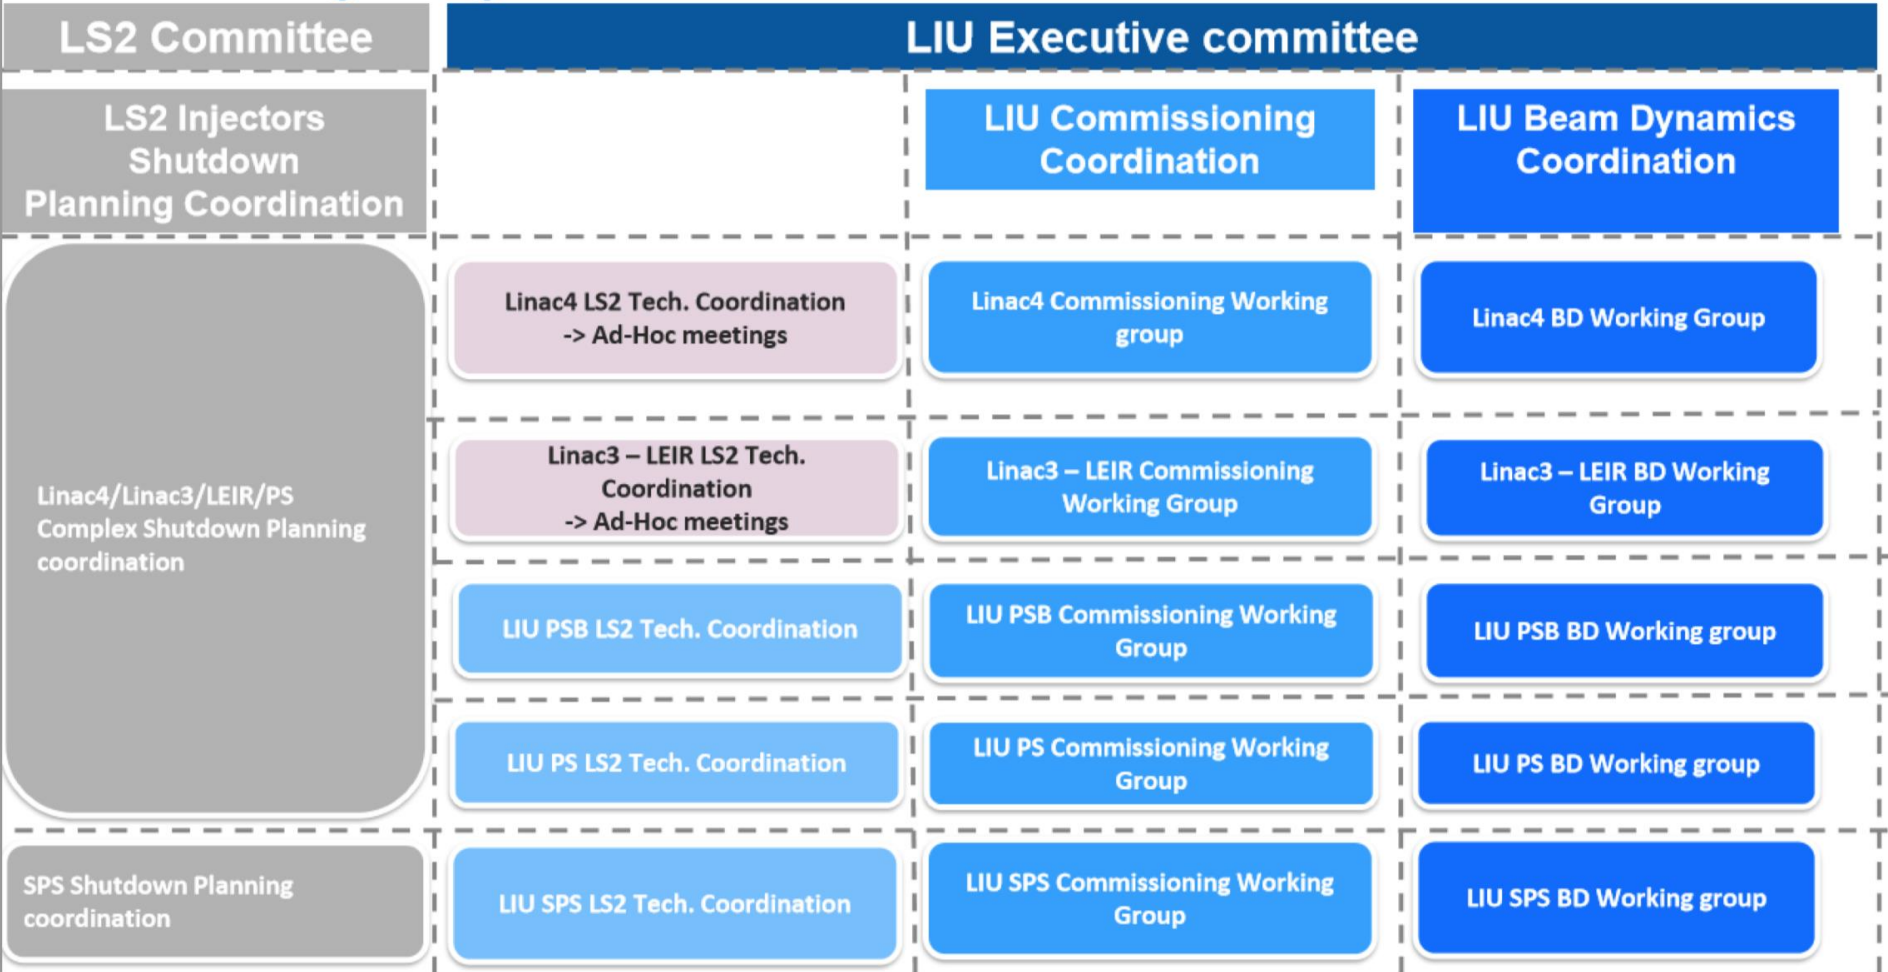 LS2 Committee
LIU Executive committee
LS2 Injectors
Shutdown
Planning Coordination
LIU Commissioning
Coordination
LIU Beam Dynamics
Coordination
Linac4/Linac3/LEIR/PS
Complex Shutdown Planning
coordination
Linac4 LS2 Tech. Coordination
-> Ad-Hoc meetings
Linac4 Commissioning Working
group
Linac4 BD Working Group
Linac3 – LEIR LS2 Tech.
Coordination
-> Ad-Hoc meetings
Linac3 – LEIR Commissioning
Working Group
Linac3 – LEIR BD Working
Group
LIU PSB LS2 Tech. Coordination
LIU PSB Commissioning Working
Group
LIU PSB BD Working group
LIU PS LS2 Tech. Coordination
LIU PS Commissioning Working
Group
LIU PS BD Working group
SPS Shutdown Planning
coordination
LIU SPS LS2 Tech. Coordination
LIU SPS Commissioning Working
Group
LIU SPS BD Working group